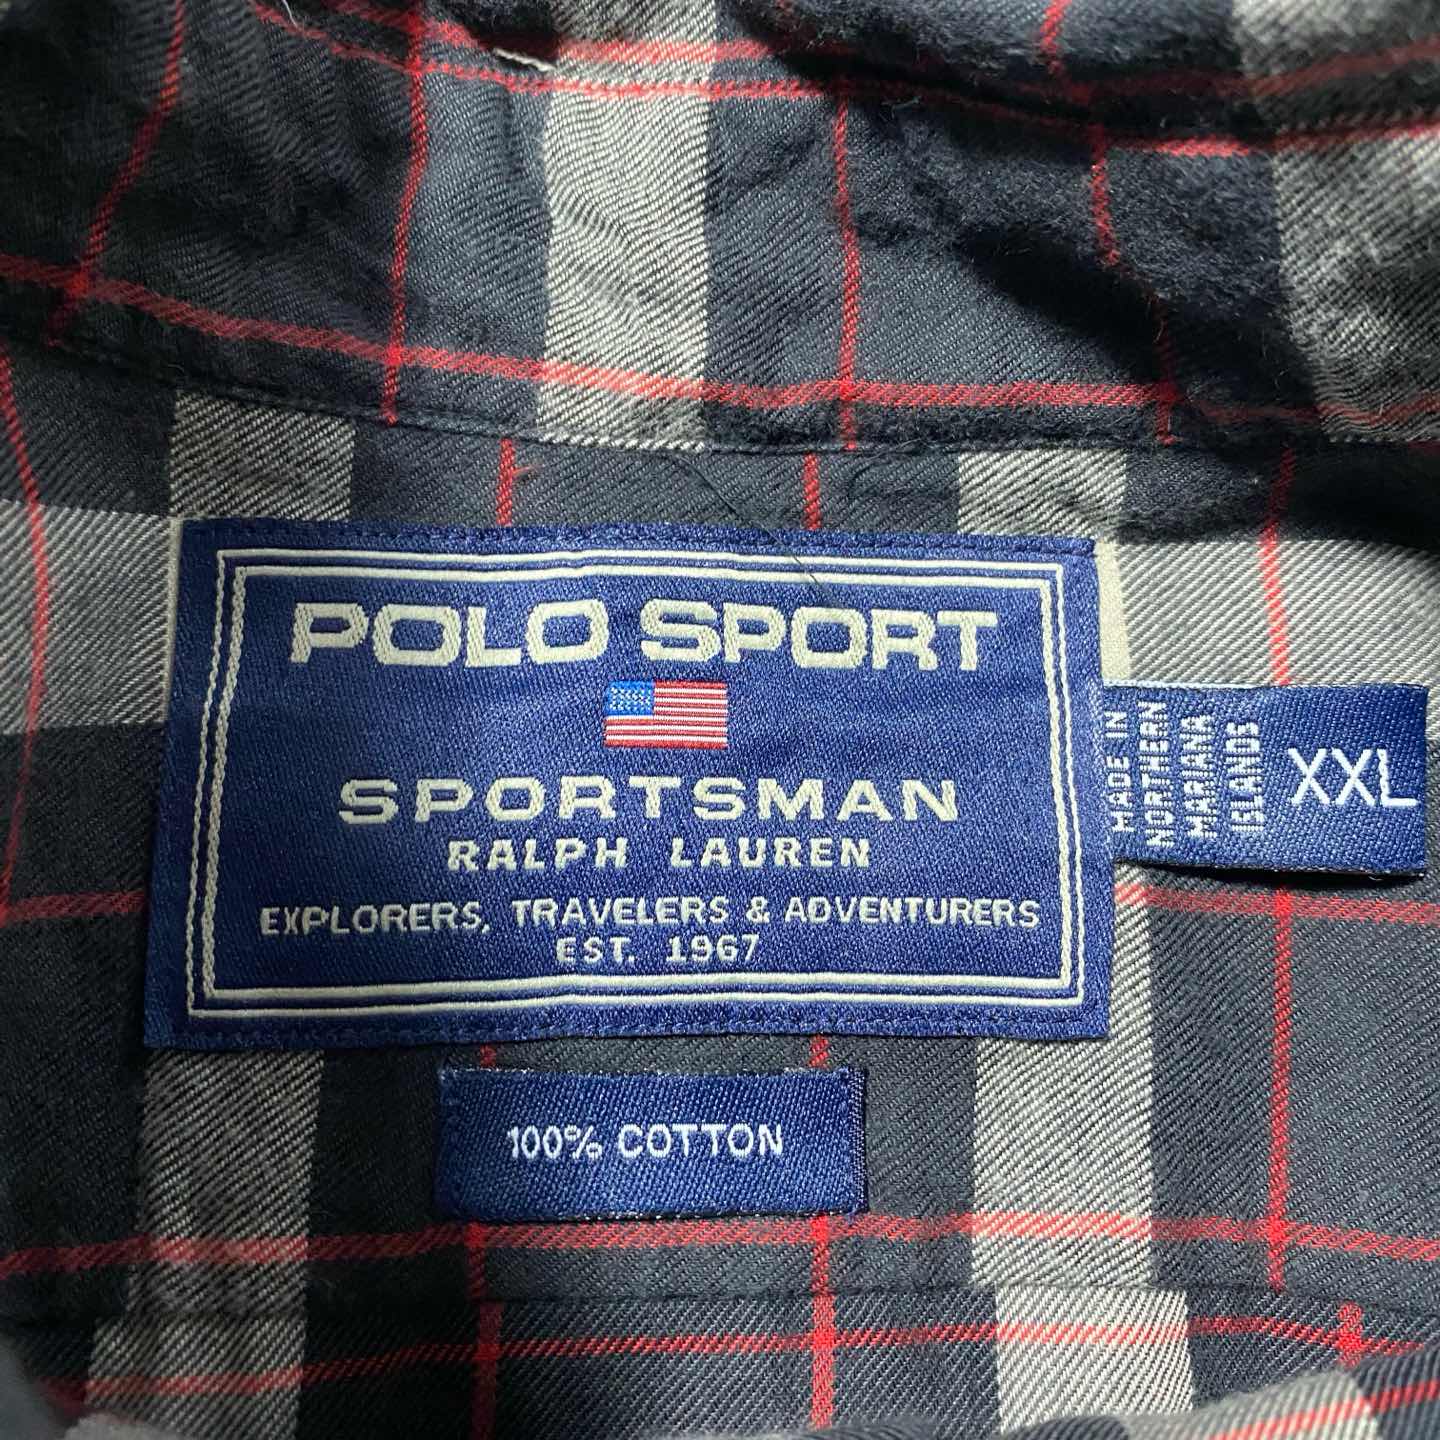 POLO SPORT
SPORTSMAN
RALPH LAUREN
EXPLORERS, TRAVELERS & ADVENTURERS
EST. 1967
MADE IN
NORTHERN
MARIANA
ISLANDS
XXL
100% COTTON